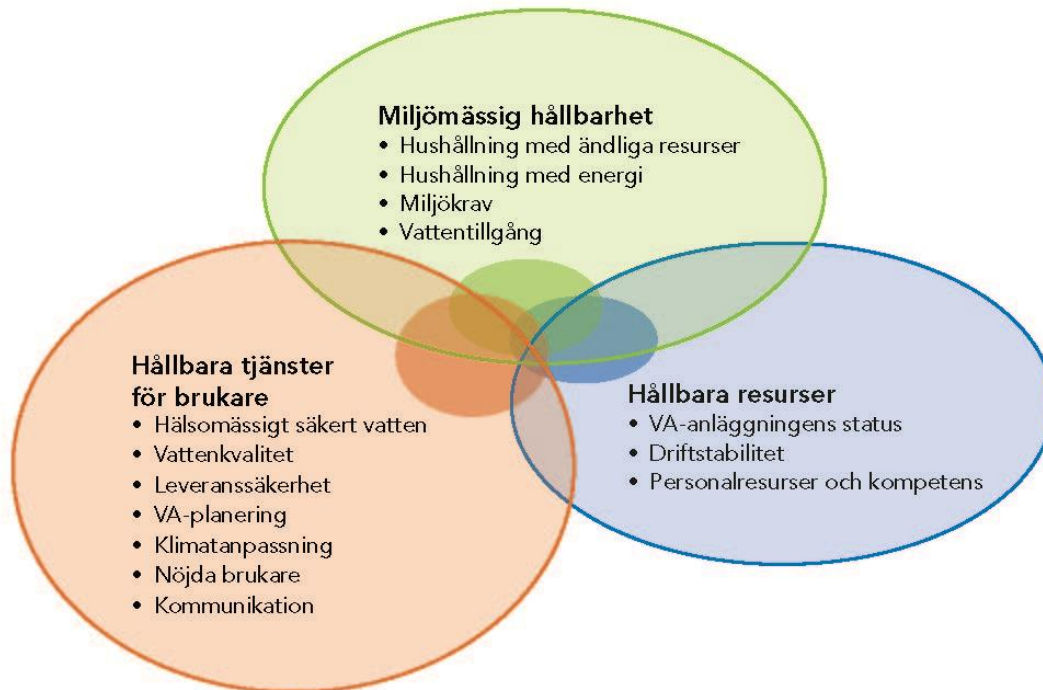 Miljömässig hållbarhet
• Hushållning med ändliga resurser
• Hushållning med energi
• Miljökrav
• Vattentillgång
Hållbara tjänster
för brukare
• Hälsomässigt säkert vatten
• Vattenkvalitet
• Leveranssäkerhet
• VA-planering
• Klimatanpassning
• Nöjda brukare
• Kommunikation
Hållbara resurser
• VA-anläggningens status
• Driftstabilitet
• Personalresurser och kompetens